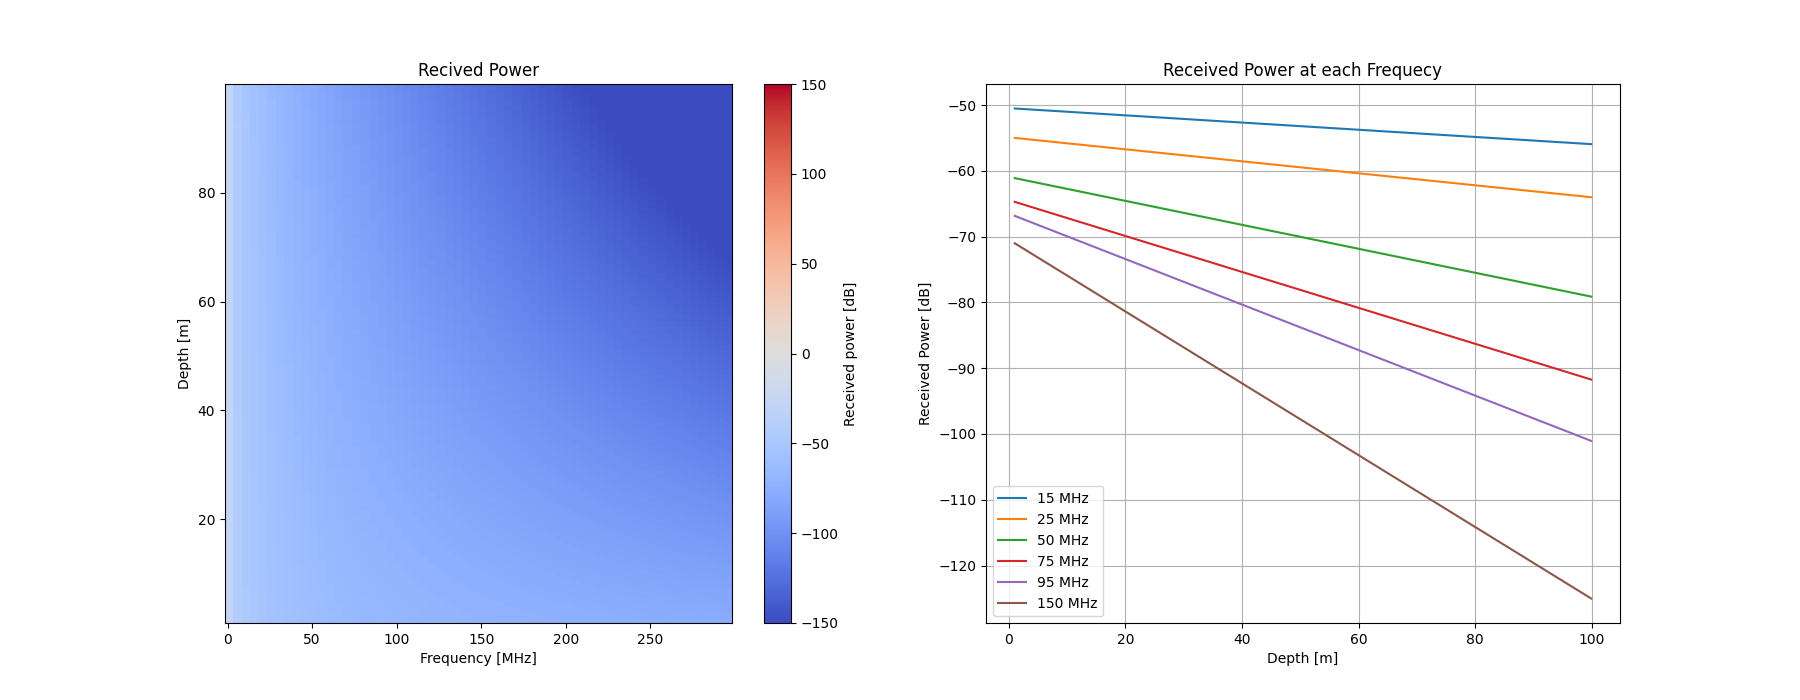 Recived Power
Depth [m]
80
60
40
20
0
50
100
150
200
250
Frequency [MHz]
150
100
50
0
−50
−100
−150
Received power [dB]
Received Power at each Frequecy
Received Power [dB]
−50
−60
−70
−80
−90
−100
−110
−120
15 MHz
25 MHz
50 MHz
75 MHz
95 MHz
150 MHz
0
20
40
60
80
100
Depth [m]